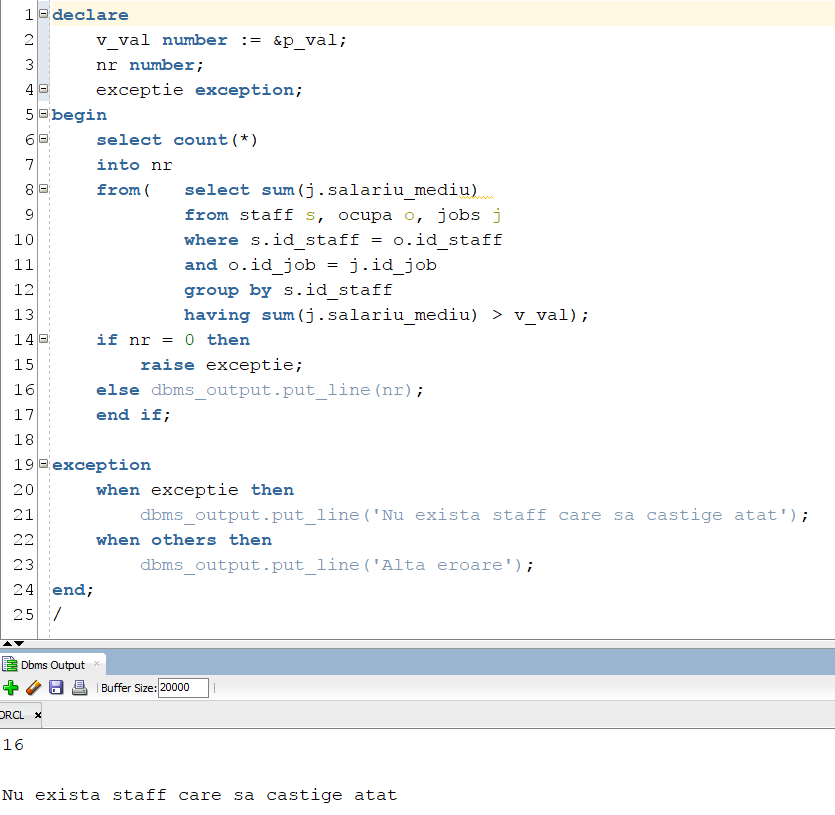 1 declare
2 v_val number := &p_val;
3 nr number;
4 exceptie exception;
5 begin
6 select count(*)
7 into nr
8 from( select sum(j.salariu_mediu)
9 from staff s, ocupa o, jobs j
10 where s.id_staff = o.id_staff
11 and o.id_job = j.id_job
12 group by s.id_staff
13 having sum(j.salariu_mediu) > v_val);
14 if nr = 0 then
15 raise exceptie;
16 else dbms_output.put_line(nr);
17 end if;
18
19 exception
20 when exceptie then
21 dbms_output.put_line('Nu exista staff care sa castige atat');
22 when others then
23 dbms_output.put_line('Alta eroare');
24 end;
25 /
Dbms Output ×
Buffer Size: 20000
ORCL ×
16
Nu exista staff care sa castige atat